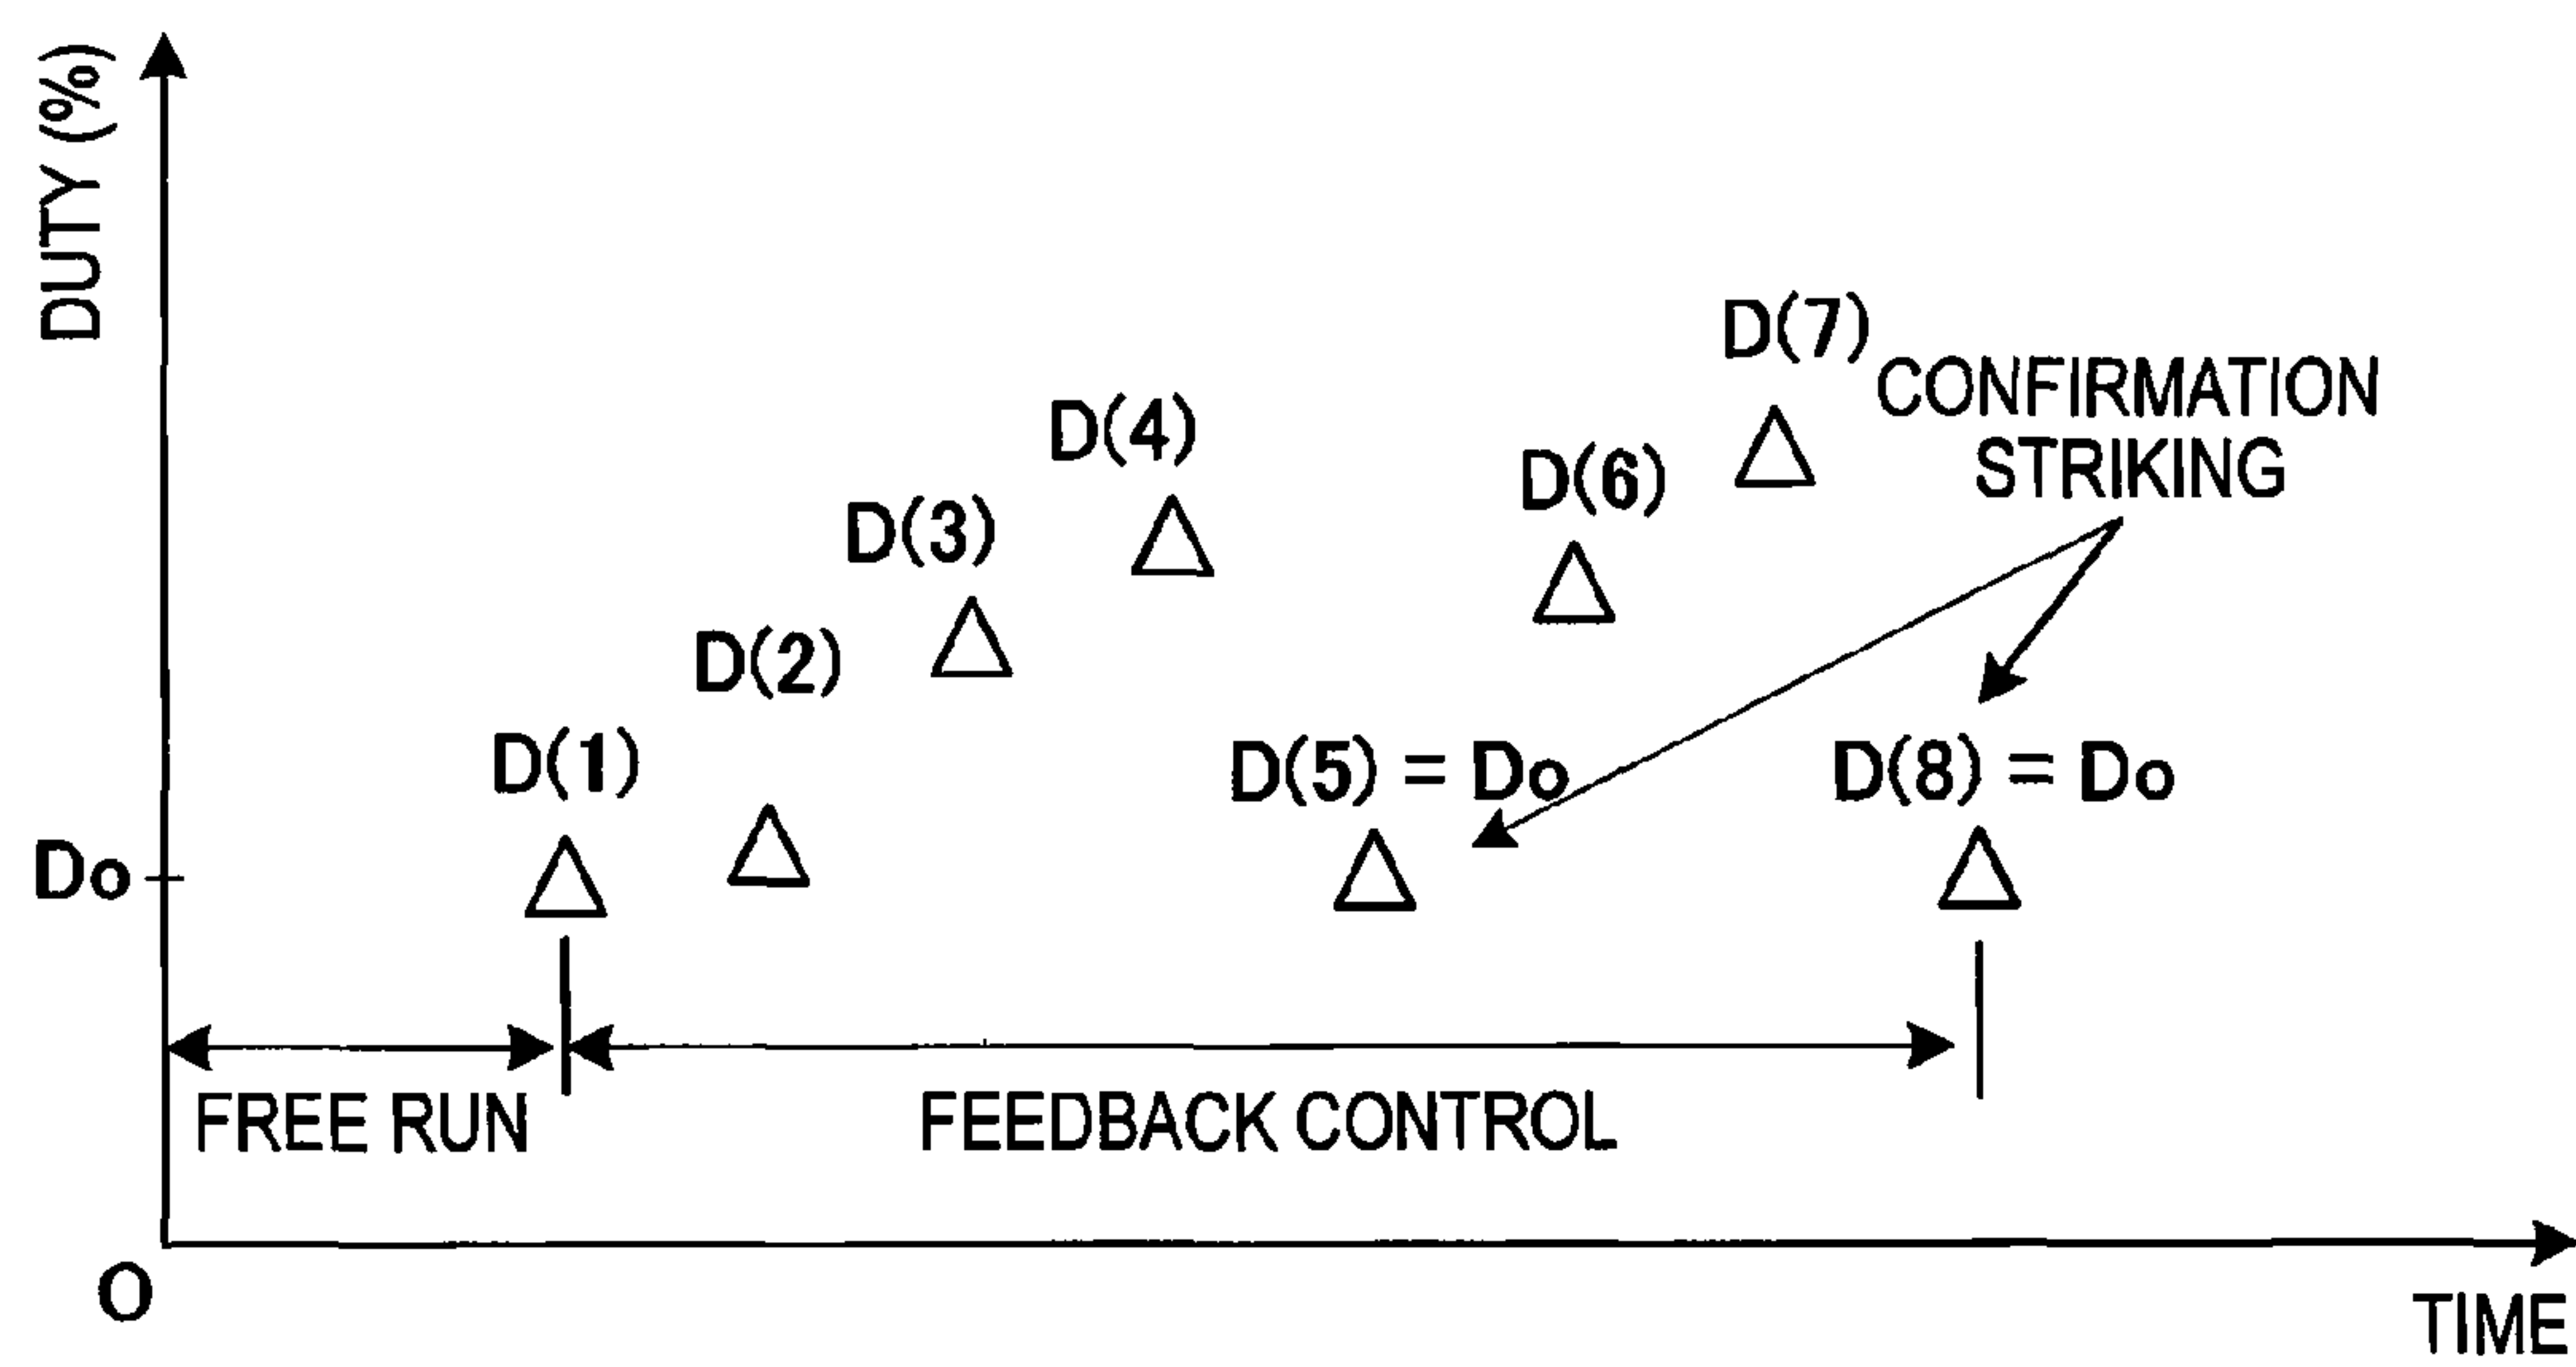 DUTY (%)
D(7)
CONFIRMATION
STRIKING
D(4)
D(6)
D(3)
D(2)
D(1)
D(5) = Do
D(8) = Do
Do
FREE RUN
FEEDBACK CONTROL
O
TIME